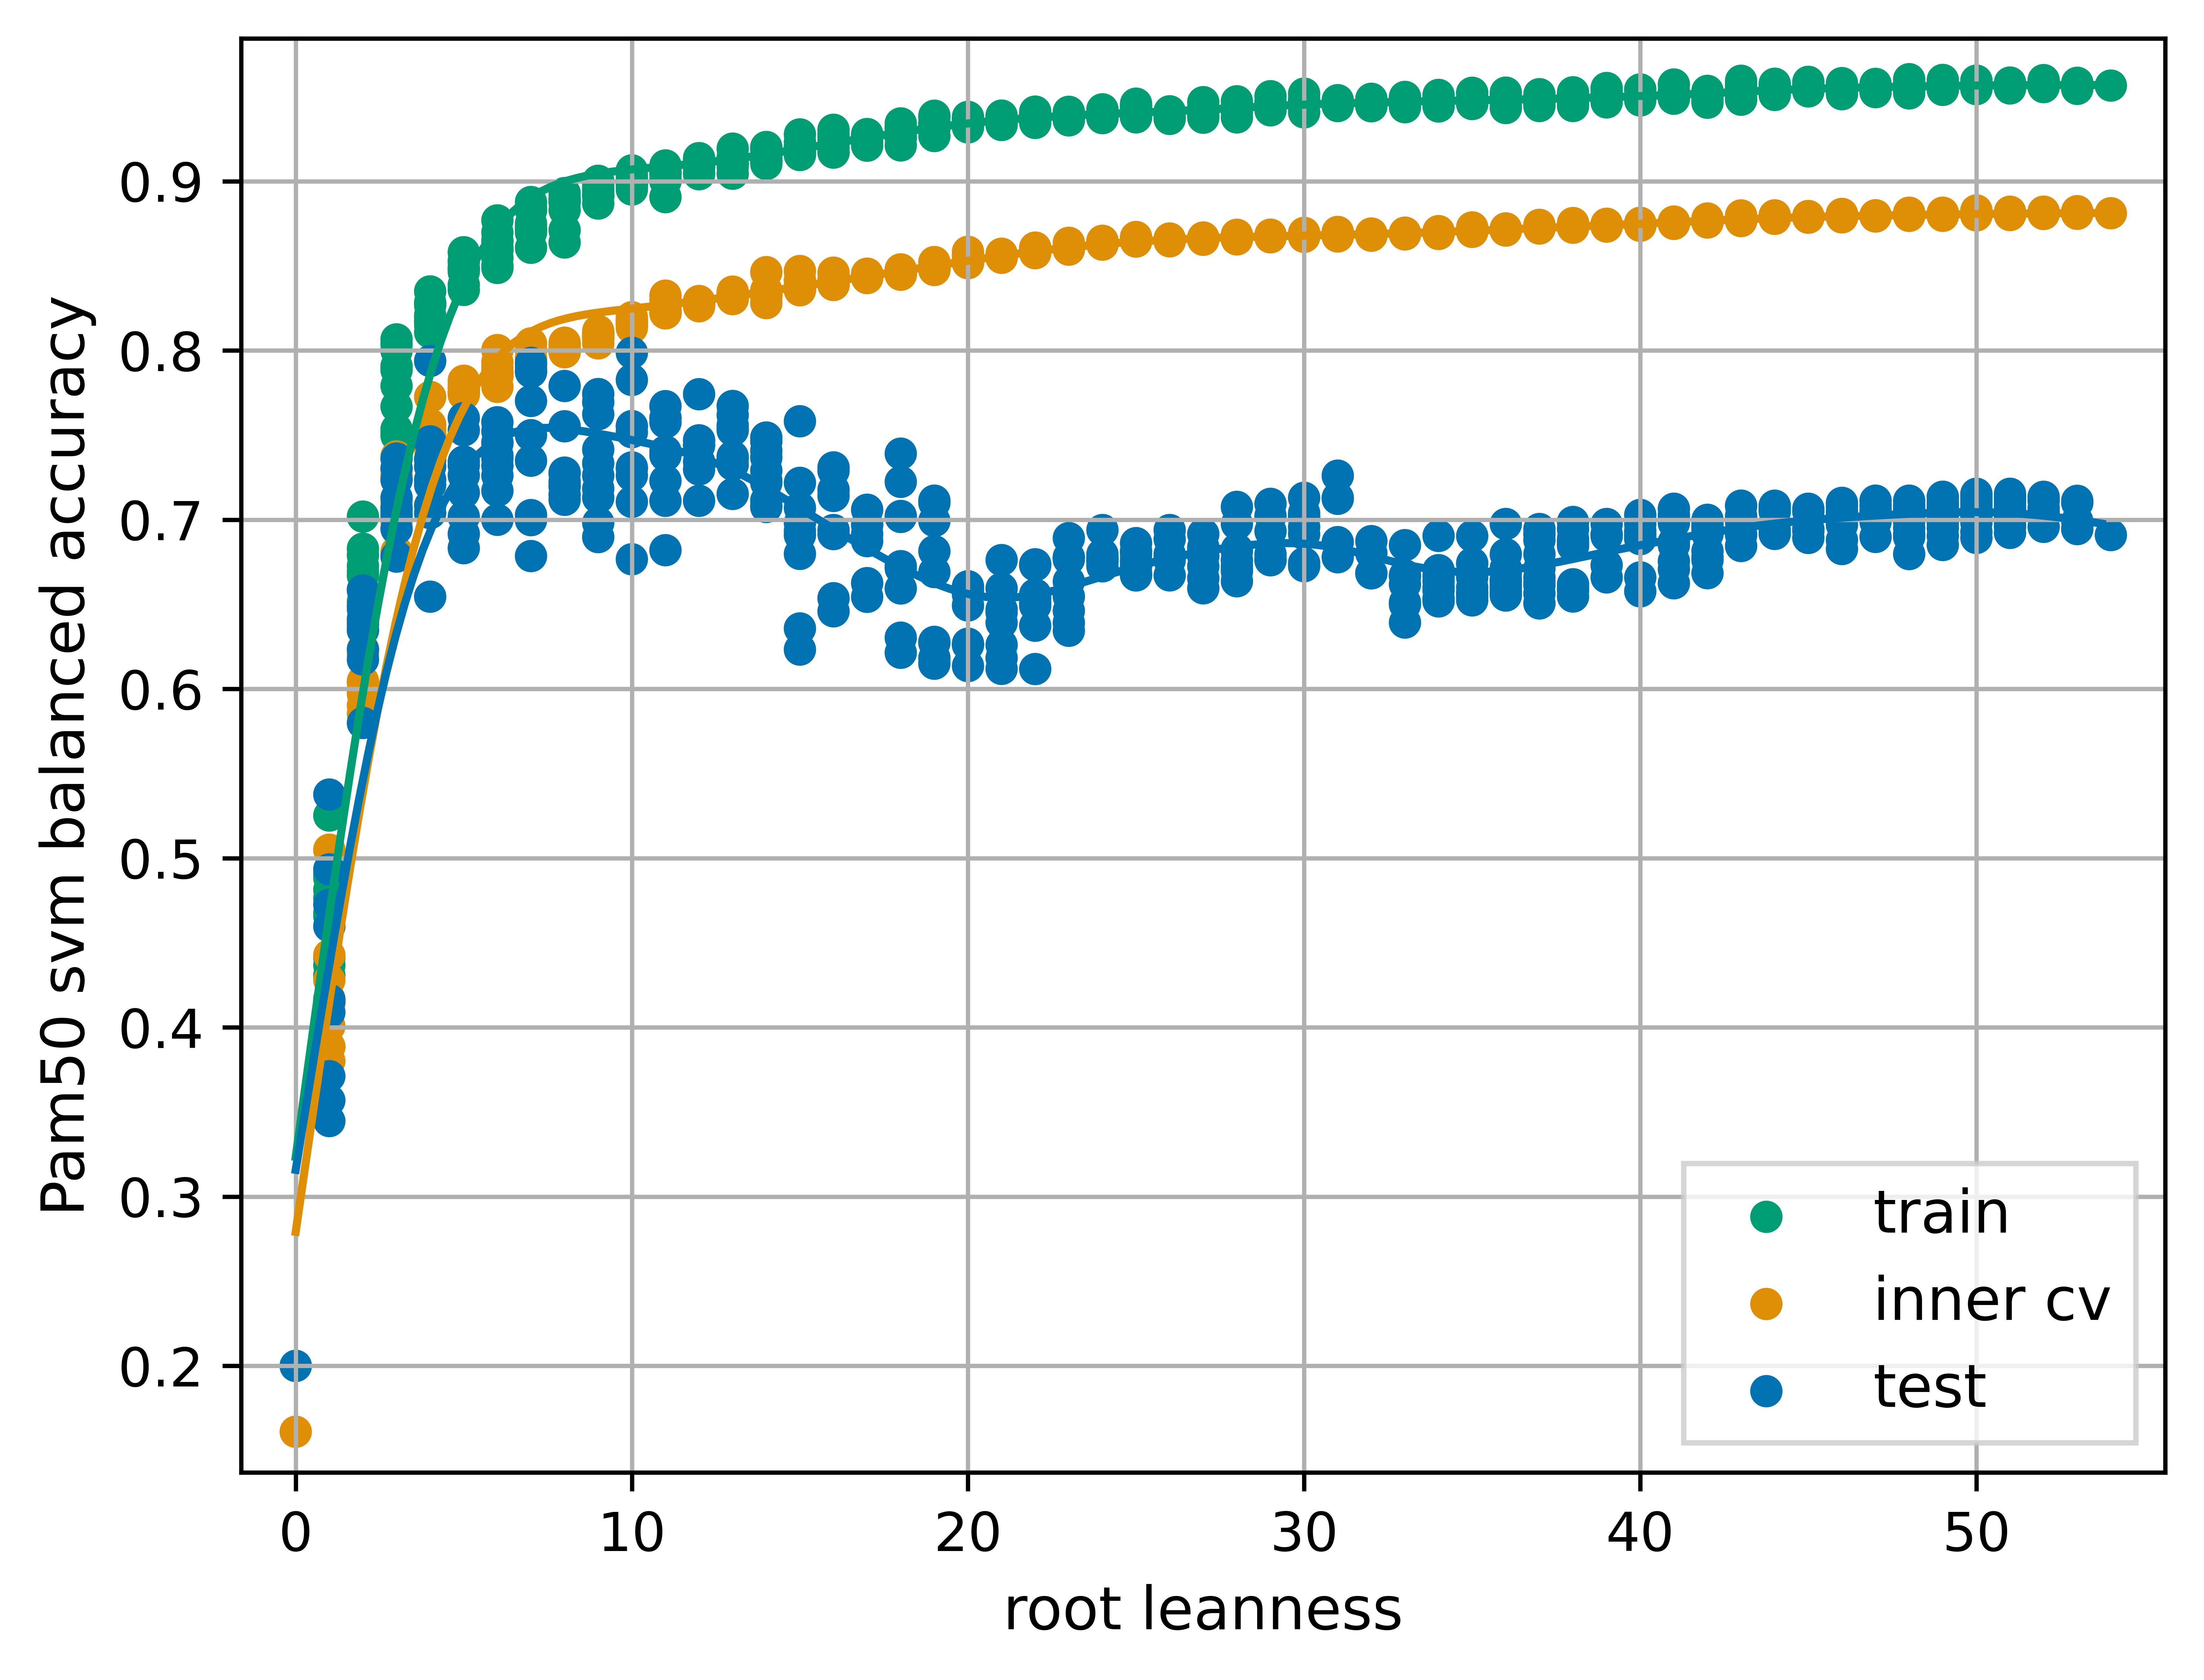 Pam50 svm balanced accuracy
0.9
0.8
0.7
0.6
0.5
0.4
0.3
0.2
0
10
20
30
40
50
root leanness
train
inner cv
test